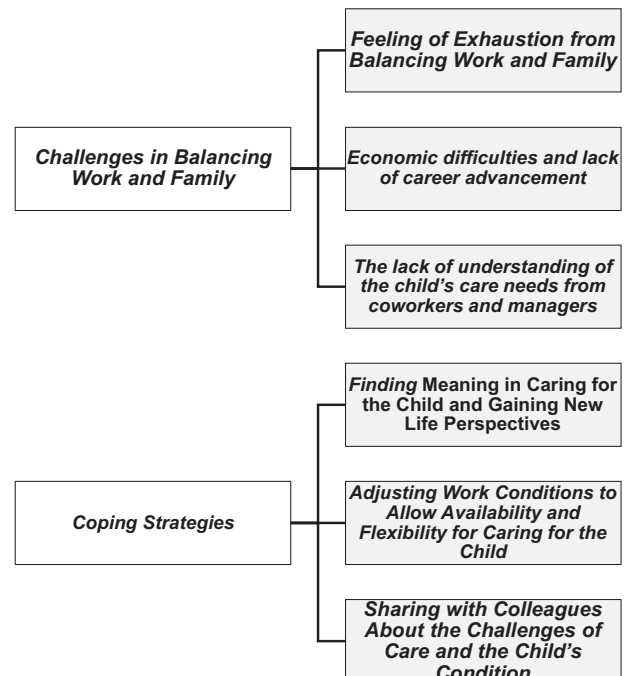 Feeling of Exhaustion from
Balancing Work and Family
Challenges in Balancing
Work and Family
Economic difficulties and lack
of career advancement
The lack of understanding of
the child’s care needs from
coworkers and managers
Finding Meaning in Caring for
the Child and Gaining New
Life Perspectives
Coping Strategies
Adjusting Work Conditions to
Allow Availability and
Flexibility for Caring for the
Child
Sharing with Colleagues
About the Challenges of
Care and the Child’s
Condition